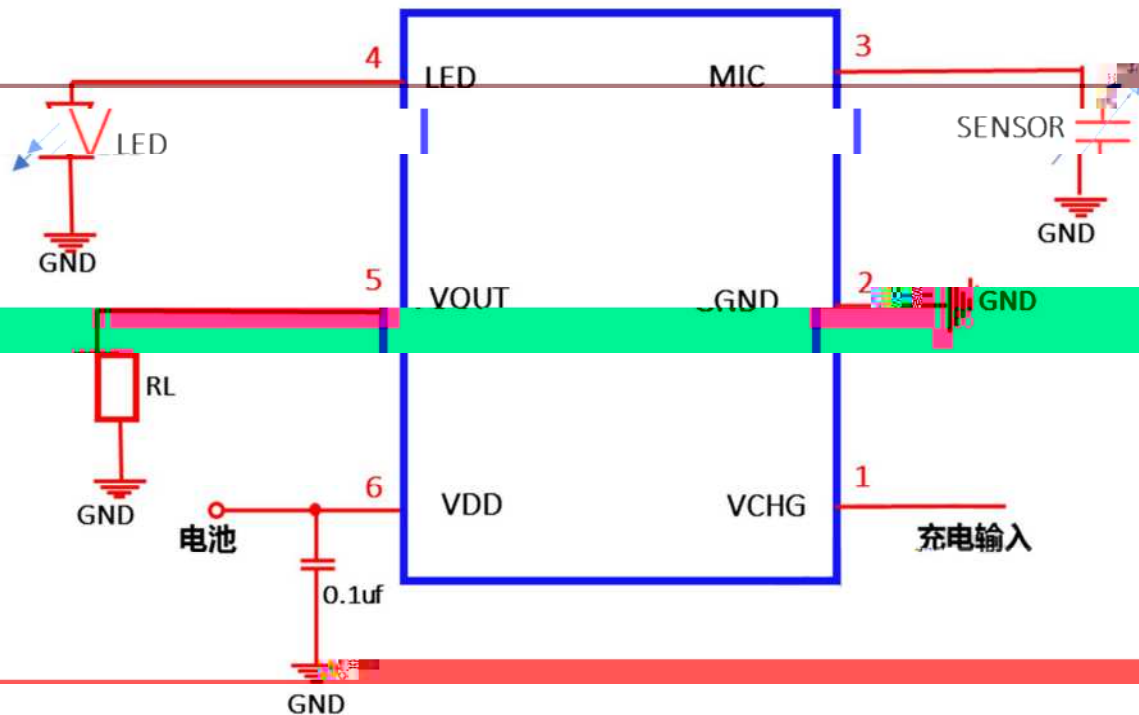 4
LED
MIC
3
LED
SENSOR
GND
GND
5
VOUT
GND
2
GND
RL
GND
6
VDD
VCHG
1
电池
充电输入
0.1uf
GND